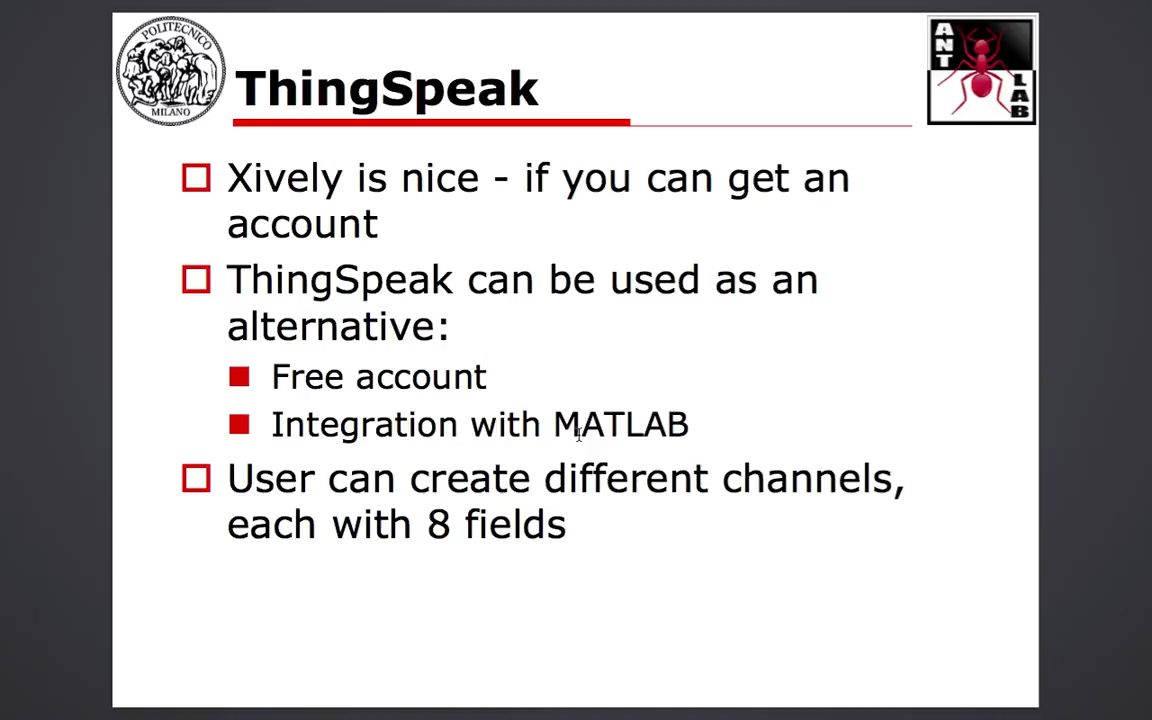 POLITECNICO
MILANO
ThingSpeak
ANT
LAB
Xively is nice - if you can get an
account
ThingSpeak can be used as an
alternative:
Free account
Integration with MATLAB
User can create different channels,
each with 8 fields